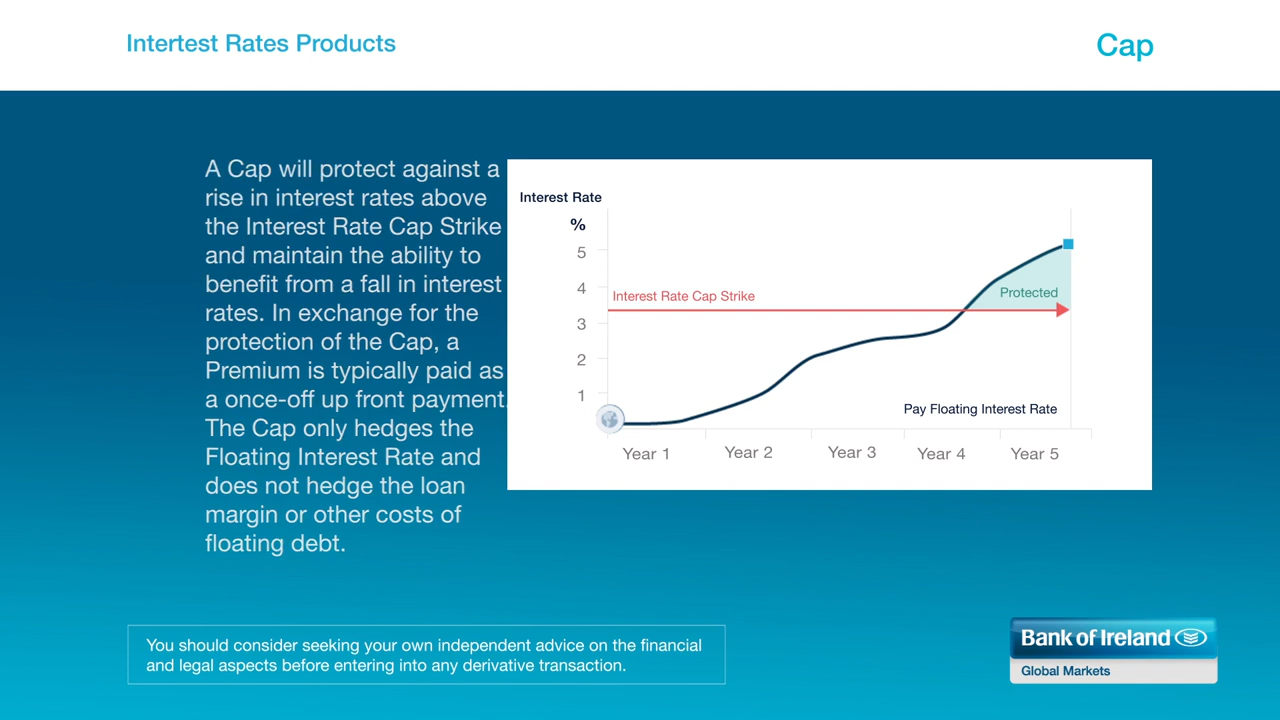 Intertest Rates Products
Cap
A Cap will protect against a
rise in interest rates above
the Interest Rate Cap Strike
and maintain the ability to
benefit from a fall in interest
rates. In exchange for the
protection of the Cap, a
Premium is typically paid as
a once-off up front payment.
The Cap only hedges the
Floating Interest Rate and
does not hedge the loan
margin or other costs of
floating debt.
Interest Rate
%
5
4
3
2
1
Interest Rate Cap Strike
Protected
Pay Floating Interest Rate
Year 1
Year 2
Year 3
Year 4
Year 5
You should consider seeking your own independent advice on the financial
and legal aspects before entering into any derivative transaction.
Bank of Ireland
Global Markets